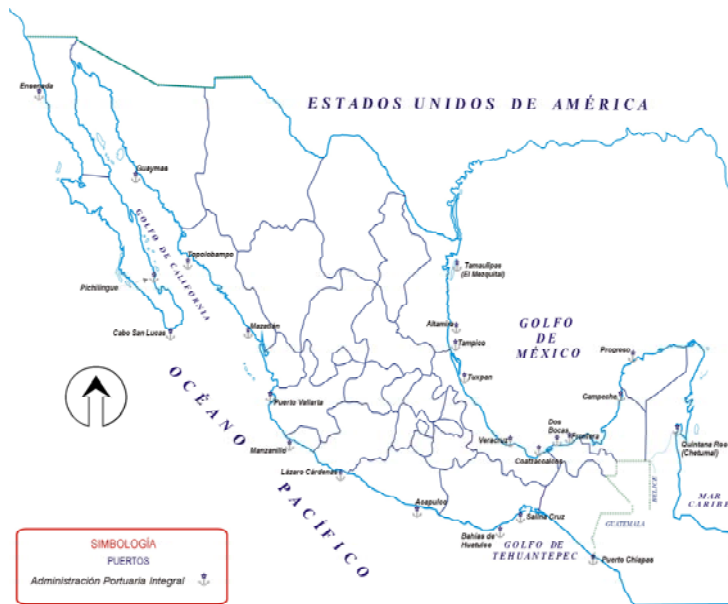 Ensenada
ESTADOS UNIDOS DE AMÉRICA
Guaymas
GOLFO DE CALIFORNIA
Topolobampo
Tamaulipas
(El Mezquital)
Pichilingue
Cabo San Lucas
Mazatlán
Altamira
Tampico
GOLFO
DE
MÉXICO
Progreso
Tuxpan
OCÉANO
PACÍFICO
Puerto Vallarta
Campeche
Dos
Bocas
Frontera
Manzanillo
Veracruz
Coatzacoalcos
Quintana Roo
(Chetumal)
Lázaro Cárdenas
BELICE
MAR
CARIBE
Acapulco
Salina Cruz
GUATEMALA
Bahías de
Huatulco
GOLFO DE
TEHUANTEPEC
Puerto Chiapas
SIMBOLOGÍA
PUERTOS
Administración Portuaria Integral